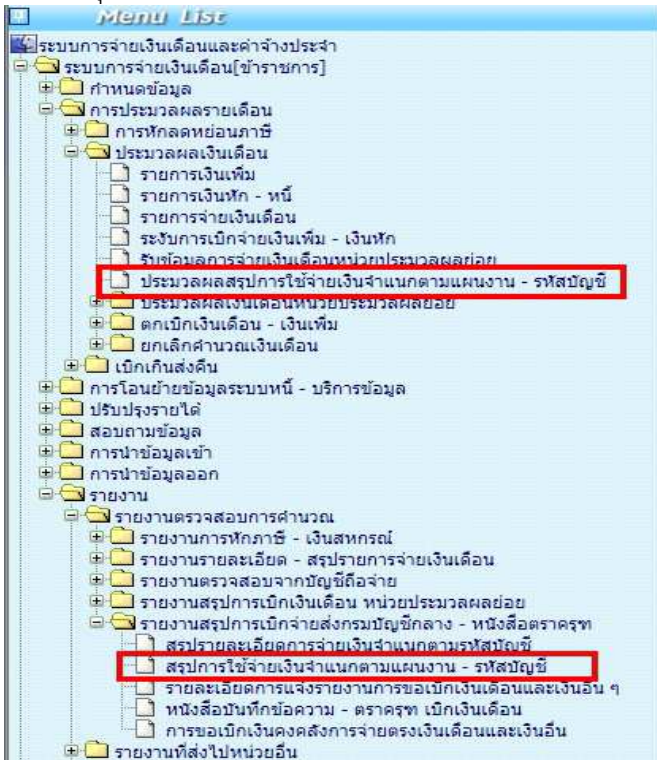 Menu List
ระบบการจ่ายเงินเดือนและค่าจ้างประจำ
ระบบการจ่ายเงินเดือน[ข้าราชการ]
กำหนดข้อมูล
การประมวลผลรายเดือน
การหักลดหย่อนภาษี
ประมวลผลเงินเดือน
รายการเงินเพิ่ม
รายการเงินหัก - หนี้
รายการจ่ายเงินเดือน
ระงับการเบิกจ่ายเงินเพิ่ม - เงินหัก
รับข้อมูลการจ่ายเงินเดือนหน่วยประมวลผลย่อย
ประมวลผลสรุปการใช้จ่ายเงินจำแนกตามแผนงาน - รหัสบัญชี
ประมวลผลเงินเดือนหน่วยประมวลผลย่อย
ตกเบิกเงินเดือน - เงินเพิ่ม
ยกเลิกคำนวณเงินเดือน
เบิกเกินส่งคืน
การโอนย้ายข้อมูลระบบหนี้ - บริการข้อมูล
ปรับปรุงรายได้
สอบถามข้อมูล
การนำข้อมูลเข้า
การนำข้อมูลออก
รายงาน
รายงานตรวจสอบการคำนวณ
รายงานการหักภาษี - เงินสหกรณ์
รายงานรายละเอียด - สรุปรายการจ่ายเงินเดือน
รายงานตรวจสอบจากบัญชีถือจ่าย
รายงานสรุปการเบิกเงินเดือน หน่วยประมวลผลย่อย
รายงานสรุปการเบิกจ่ายส่งกรมบัญชีกลาง - หนังสือตราครุฑ
สรุปรายละเอียดการจ่ายเงินจำแนกตามรหัสบัญชี
สรุปการใช้จ่ายเงินจำแนกตามแผนงาน - รหัสบัญชี
รายละเอียดการแจ้งรายงานการขอเบิกเงินเดือนและเงินอื่น ๆ
หนังสือบันทึกข้อความ - ตราครุฑ เบิกเงินเดือน
การขอเบิกเงินคงคลังการจ่ายตรงเงินเดือนและเงินอื่น
รายงานที่ส่งไปหน่วยอื่น